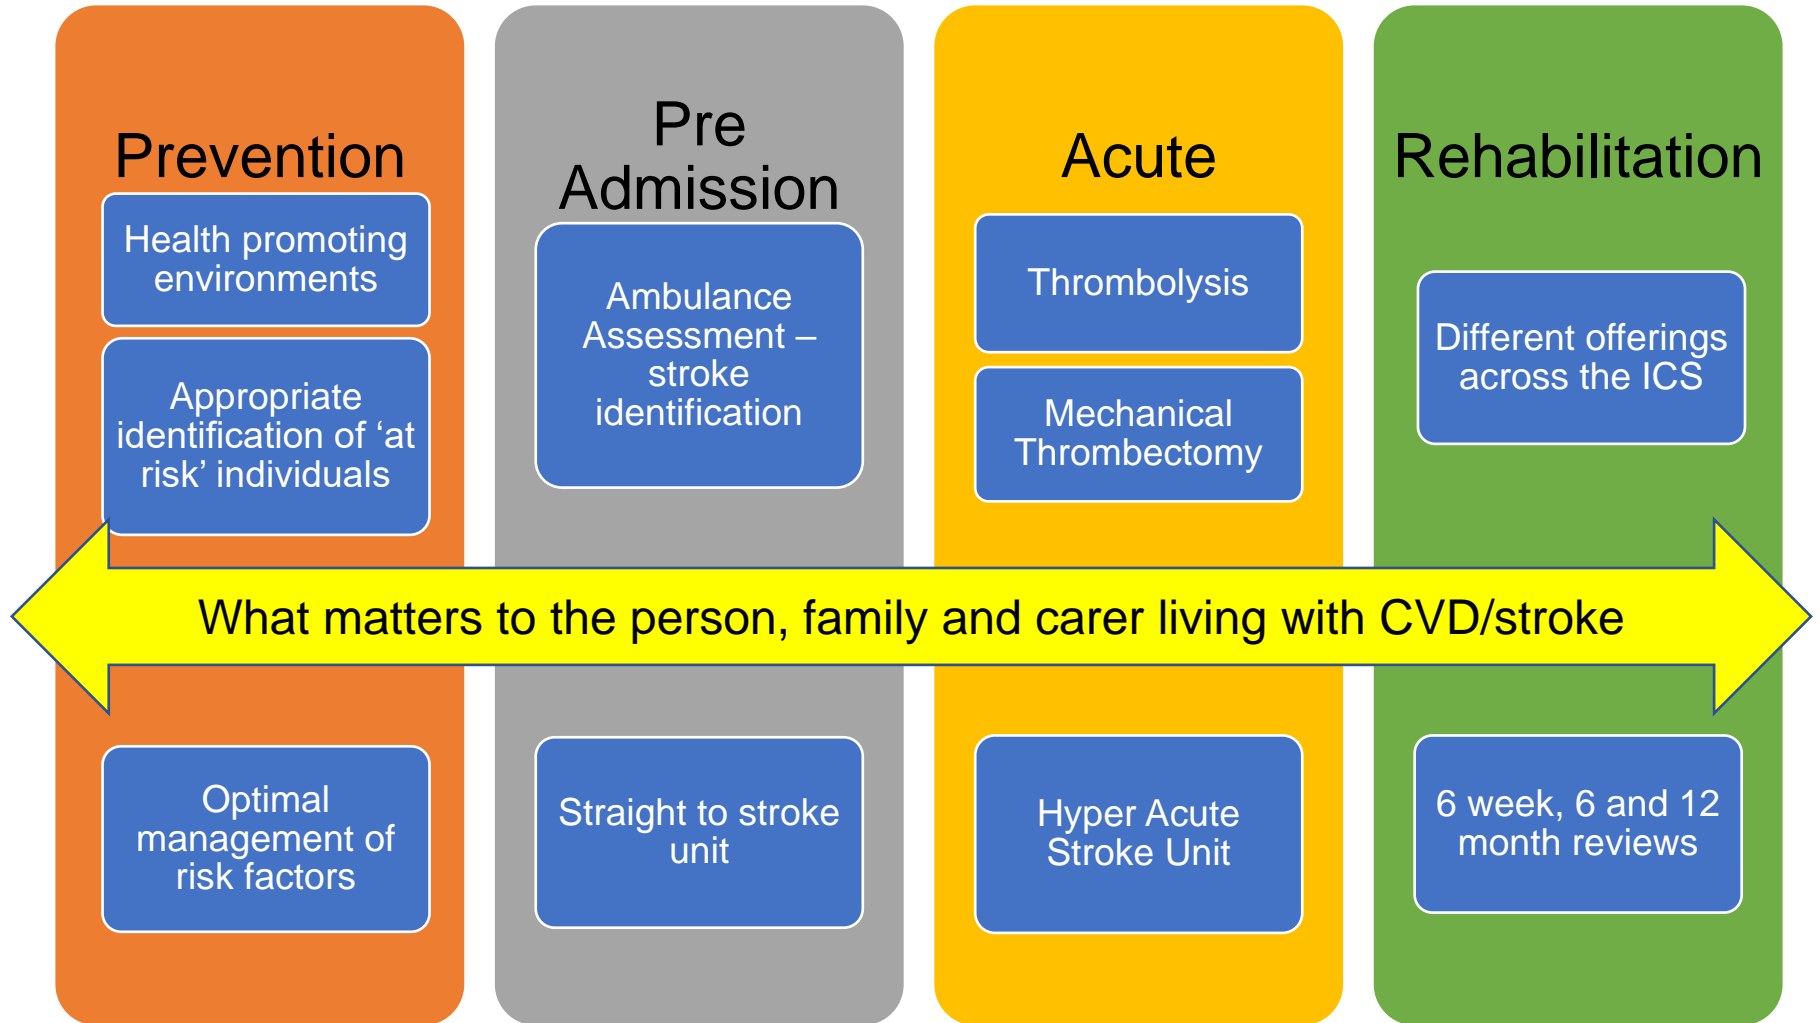 Prevention
Health promoting
environments
Appropriate
identification of ‘at
risk’ individuals
Pre
Admission
Ambulance
Assessment –
stroke
identification
Acute
Thrombolysis
Mechanical
Thrombectomy
Rehabilitation
Different offerings
across the ICS
What matters to the person, family and carer living with CVD/stroke
Optimal
management of
risk factors
Straight to stroke
unit
Hyper Acute
Stroke Unit
6 week, 6 and 12
month reviews